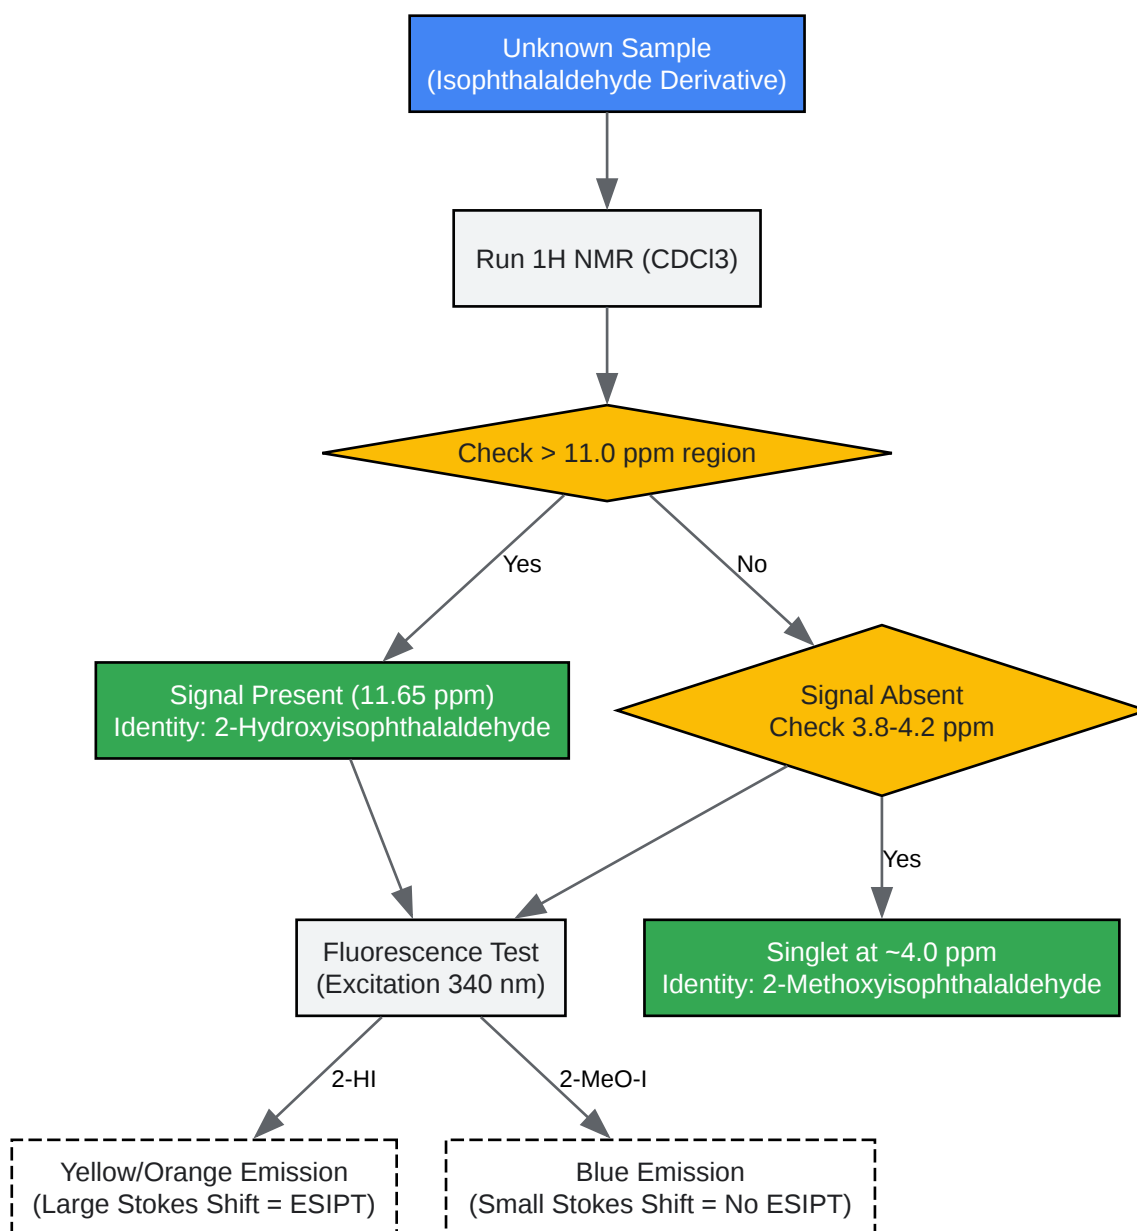 Unknown Sample
(Isophthalaldehyde Derivative)
Run 1H NMR (CDCl3)
Check > 11.0 ppm region
Yes
No
Signal Present (11.65 ppm)
Identity: 2-Hydroxyisophthalaldehyde
Signal Absent
Check 3.8-4.2 ppm
Yes
Fluorescence Test
(Excitation 340 nm)
Singlet at ~4.0 ppm
Identity: 2-Methoxyisophthalaldehyde
2-HI
2-MeO-I
Yellow/Orange Emission
(Large Stokes Shift = ESIPT)
Blue Emission
(Small Stokes Shift = No ESIPT)